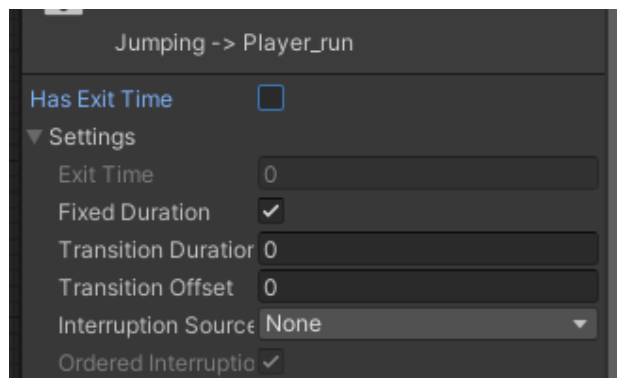 Jumping -> Player_run
Has Exit Time
Settings
Exit Time 0
Fixed Duration
Transition Duration 0
Transition Offset 0
Interruption Source None
Ordered Interruptio